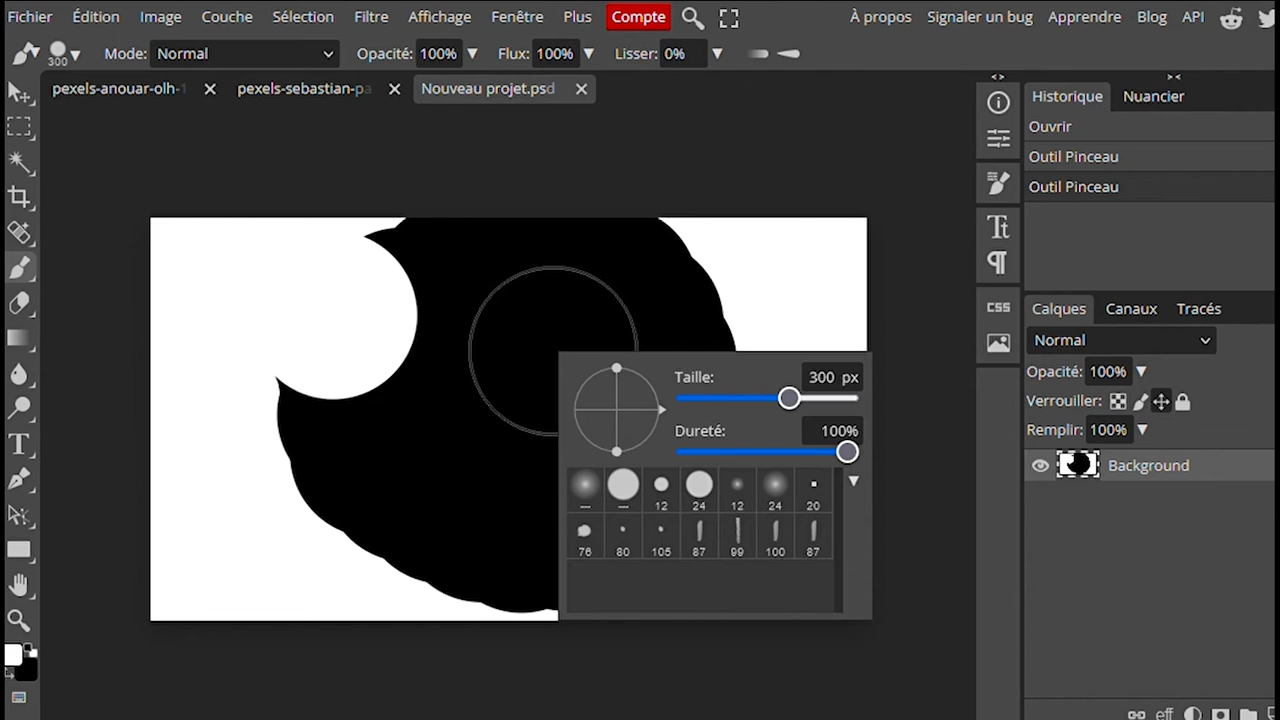 Fichier Édition Image Couche Sélection Filtre Affichage Fenêtre Plus Compte À propos Signaler un bug Apprendre Blog API
300 Mode: Normal Opacité: 100% Flux: 100% Lisser: 0%
pexels-anouar-olh-1 pexels-sebastian-pa Nouveau projet.psd
Historique Nuancier
Ouvrir
Outil Pinceau
Outil Pinceau
Calques Canaux Tracés
Normal
Opacité: 100%
Verrouiller:
Remplir: 100%
Background
Taille: 300 px
Dureté: 100%
--- --- 12 24 12 24 20
76 80 105 87 99 100 87
CSS
eff